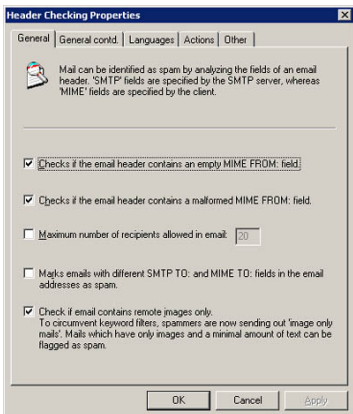 Header Checking Properties
General General contd. Languages Actions Other
Mail can be identified as spam by analyzing the fields of an email
header. 'SMTP' fields are specified by the SMTP server, whereas
'MIME' fields are specified by the client.
Checks if the email header contains an empty MIME FROM: field.
Checks if the email header contains a malformed MIME FROM: field.
Maximum number of recipients allowed in email: 20
Marks emails with different SMTP TO: and MIME TO: fields in the email
addresses as spam.
Check if email contains remote images only.
To circumvent keyword filters, spammers are now sending out 'image only
mails'. Mails which have only images and a minimal amount of text can be
flagged as spam.
OK Cancel Apply